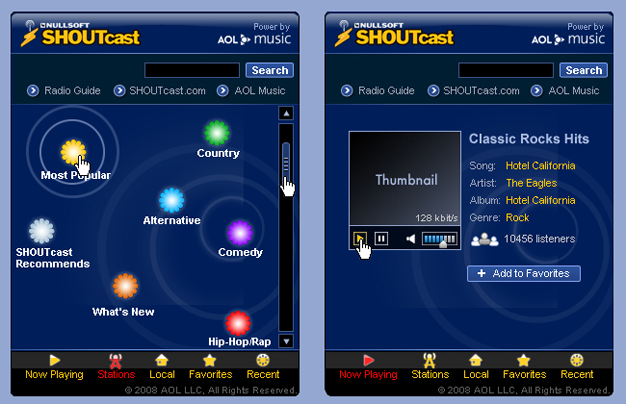 NULLSOFT
SHOUTcast
Power by
AOL music
Search
Radio Guide
SHOUTcast.com
AOL Music
Most Popular
Country
Alternative
SHOUTcast
Recommends
Comedy
What's New
Hip-Hop/Rap
Now Playing
Stations
Local
Favorites
Recent
© 2008 AOL LLC, All Rights Reserved
NULLSOFT
SHOUTcast
Power by
AOL music
Search
Radio Guide
SHOUTcast.com
AOL Music
Thumbnail
128 kbit/s
Classic Rocks Hits
Song: Hotel California
Artist: The Eagles
Album: Hotel California
Genre: Rock
10456 listeners
+ Add to Favorites
Now Playing
Stations
Local
Favorites
Recent
© 2008 AOL LLC, All Rights Reserved.